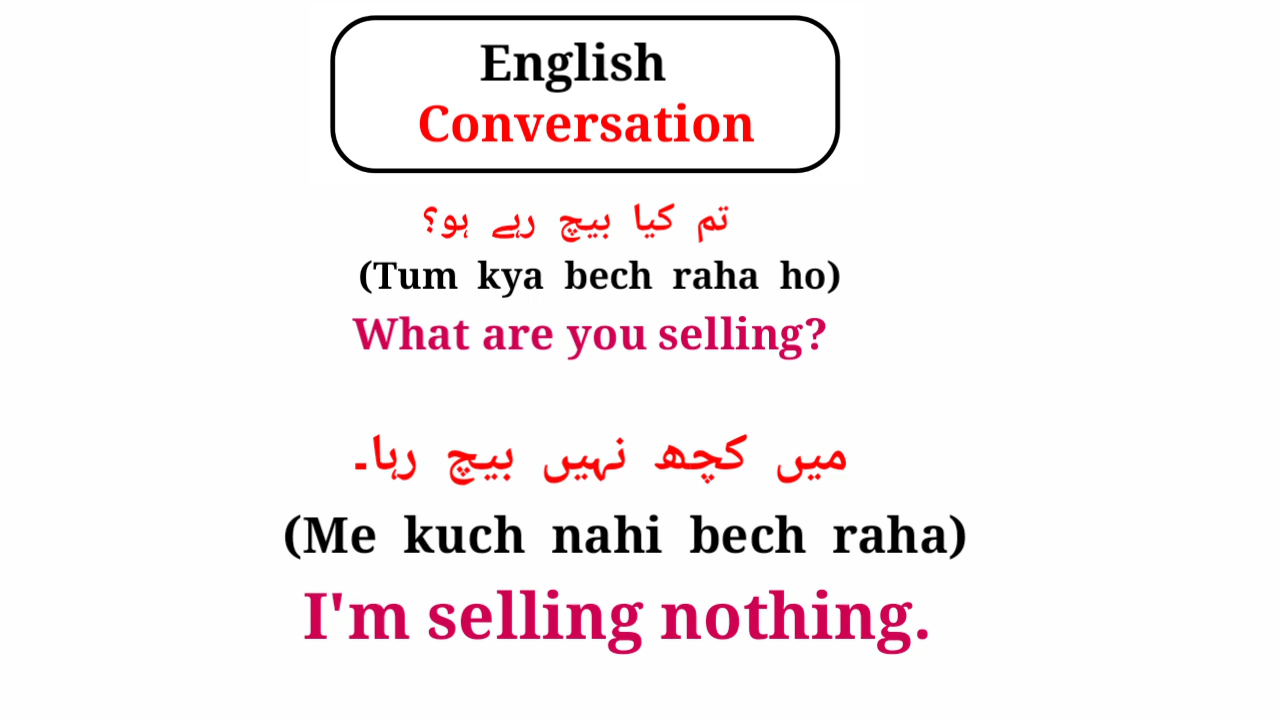 English
Conversation
تم کیا بیچ رہے ہو؟
(Tum kya bech raha ho)
What are you selling?
میں کچھ نہیں بیچ رہا۔
(Me kuch nahi bech raha)
I'm selling nothing.